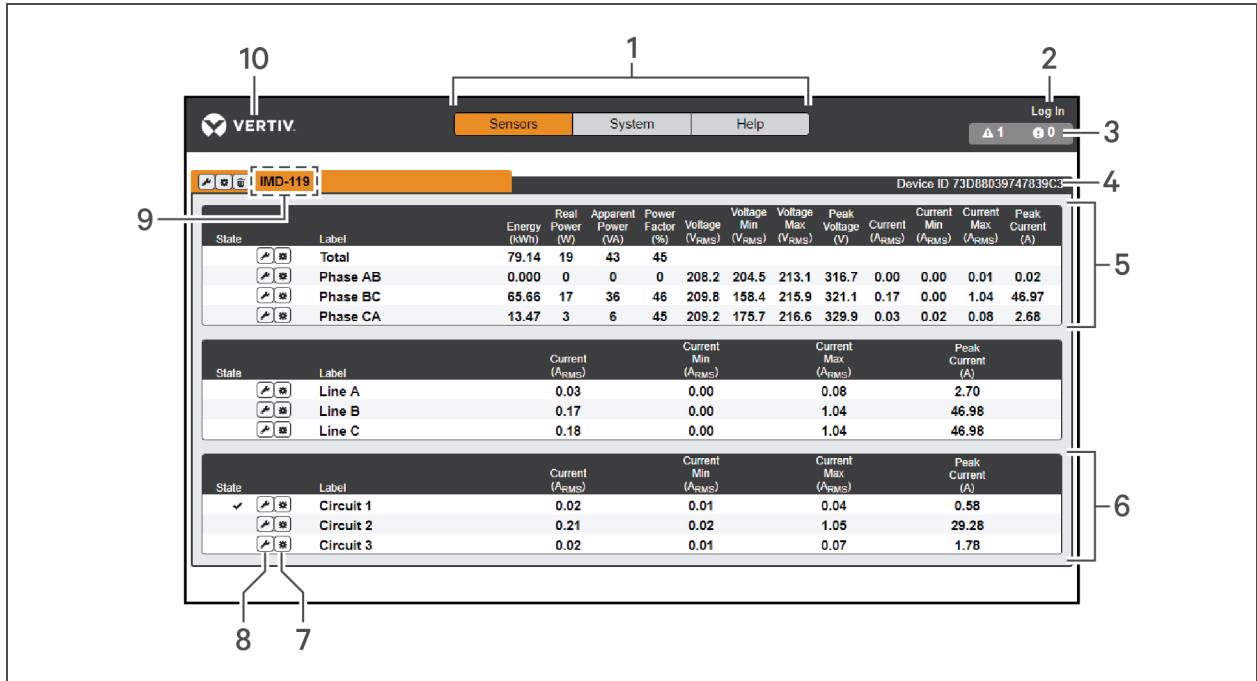 10 1 2
VERTIV.
Sensors System Help
Log In
1 0
3
IMD-119
Device ID 73D88039747839C3
4
9
State Label Energy (kWh) Real Power (W) Apparent Power (VA) Power Factor (%) Voltage (VRMS) Voltage Min (VRMS) Voltage Max (VRMS) Peak Voltage (V) Current (ARMS) Current Min (ARMS) Current Max (ARMS) Peak Current (A)
Total 79.14 19 43 45
Phase AB 0.000 0 0 0 208.2 204.5 213.1 316.7 0.00 0.00 0.01 0.02
5
Phase BC 65.66 17 36 46 209.8 158.4 215.9 321.1 0.17 0.00 1.04 46.97
Phase CA 13.47 3 6 45 209.2 175.7 216.6 329.9 0.03 0.02 0.08 2.68
State Label Current (ARMS) Current Min (ARMS) Current Max (ARMS) Peak Current (A)
Line A 0.03 0.00 0.08 2.70
Line B 0.17 0.00 1.04 46.98
Line C 0.18 0.00 1.04 46.98
State Label Current (ARMS) Current Min (ARMS) Current Max (ARMS) Peak Current (A)
Circuit 1 0.02 0.01 0.04 0.58
6
Circuit 2 0.21 0.02 1.05 29.28
Circuit 3 0.02 0.01 0.07 1.78
8 7